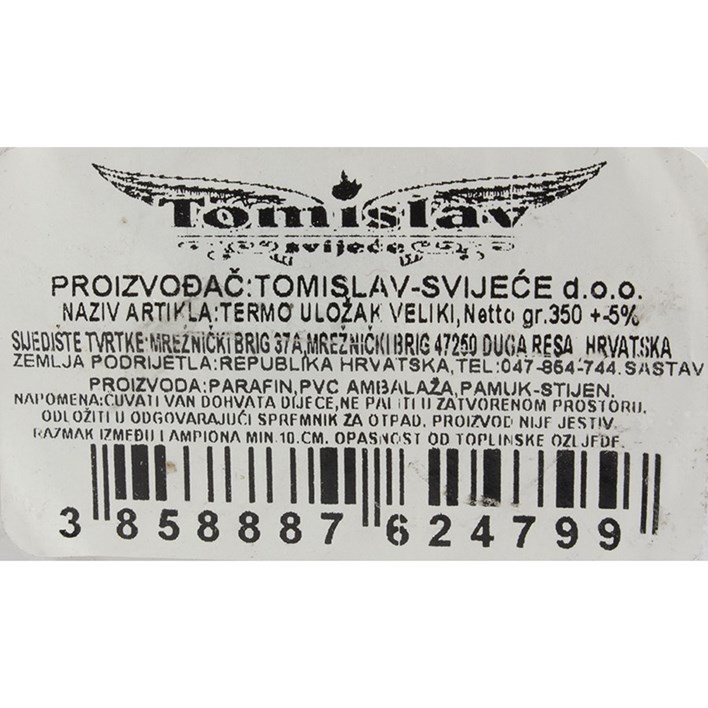 Tomislav
svijeće
PROIZVOĐAČ:TOMISLAV-SVIJEĆE d.o.o.
NAZIV ARTIKLA:TERMO ULOŽAK VELIKI,Netto gr.350 +-5%
SIJEDIŠTE TVRTKE:MREŽNIČKI BRIG 37A,MREŽNIČKI BRIG 47250 DUGA RESA HRVATSKA
ZEMLJA PODRIJETLA:REPUBLIKA HRVATSKA,TEL:047-854-744.SASTAV
PROIZVODA:PARAFIN,PVC AMBALAŽA,PAMUK-STIJEN.
NAPOMENA:ČUVATI VAN DOHVATA DIJECE,NE PALITI U ZATVORENOM PROSTORU,
ODLOŽITI U ODGOVARAJUĆI SPREMNIK ZA OTPAD. PROIZVOD NIJE JESTIV.
RAZMAK IZMEĐU LAMPIONA MIN.10.CM. OPASNOST OD TOPLINSKE OZLJEDE.
3 858887 624799